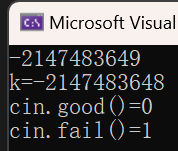 Microsoft Visual
-2147483649
k=-2147483648
cin.good()=0
cin.fail()=1